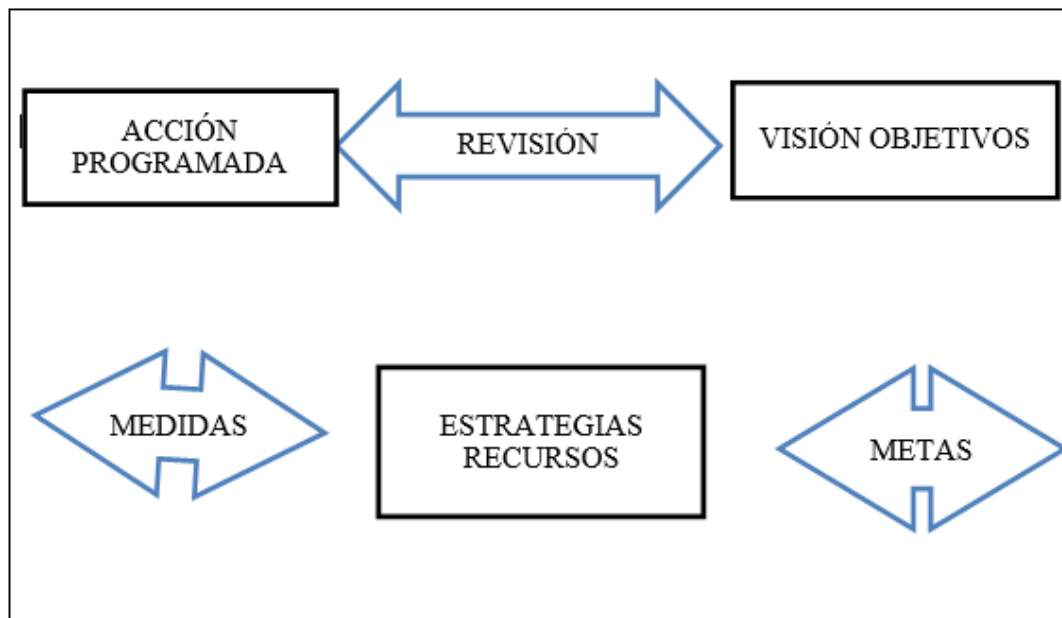 ACCIÓN
PROGRAMADA
REVISIÓN
VISIÓN OBJETIVOS
MEDIDAS
ESTRATEGIAS
RECURSOS
METAS